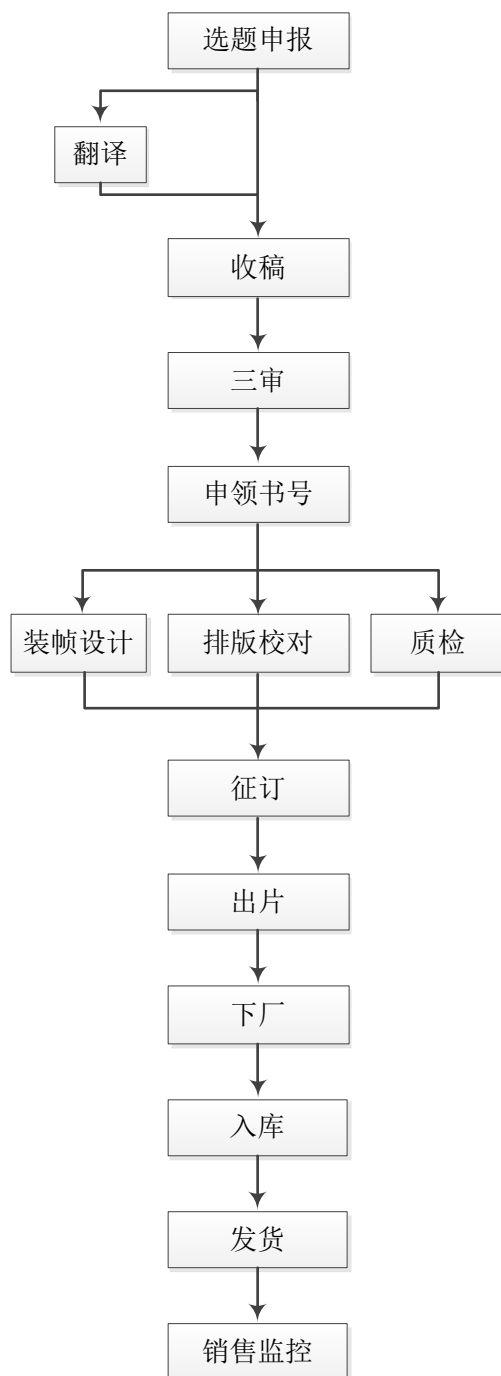 选题申报
翻译
收稿
三审
申领书号
装帧设计
排版校对
质检
征订
出片
下厂
入库
发货
销售监控